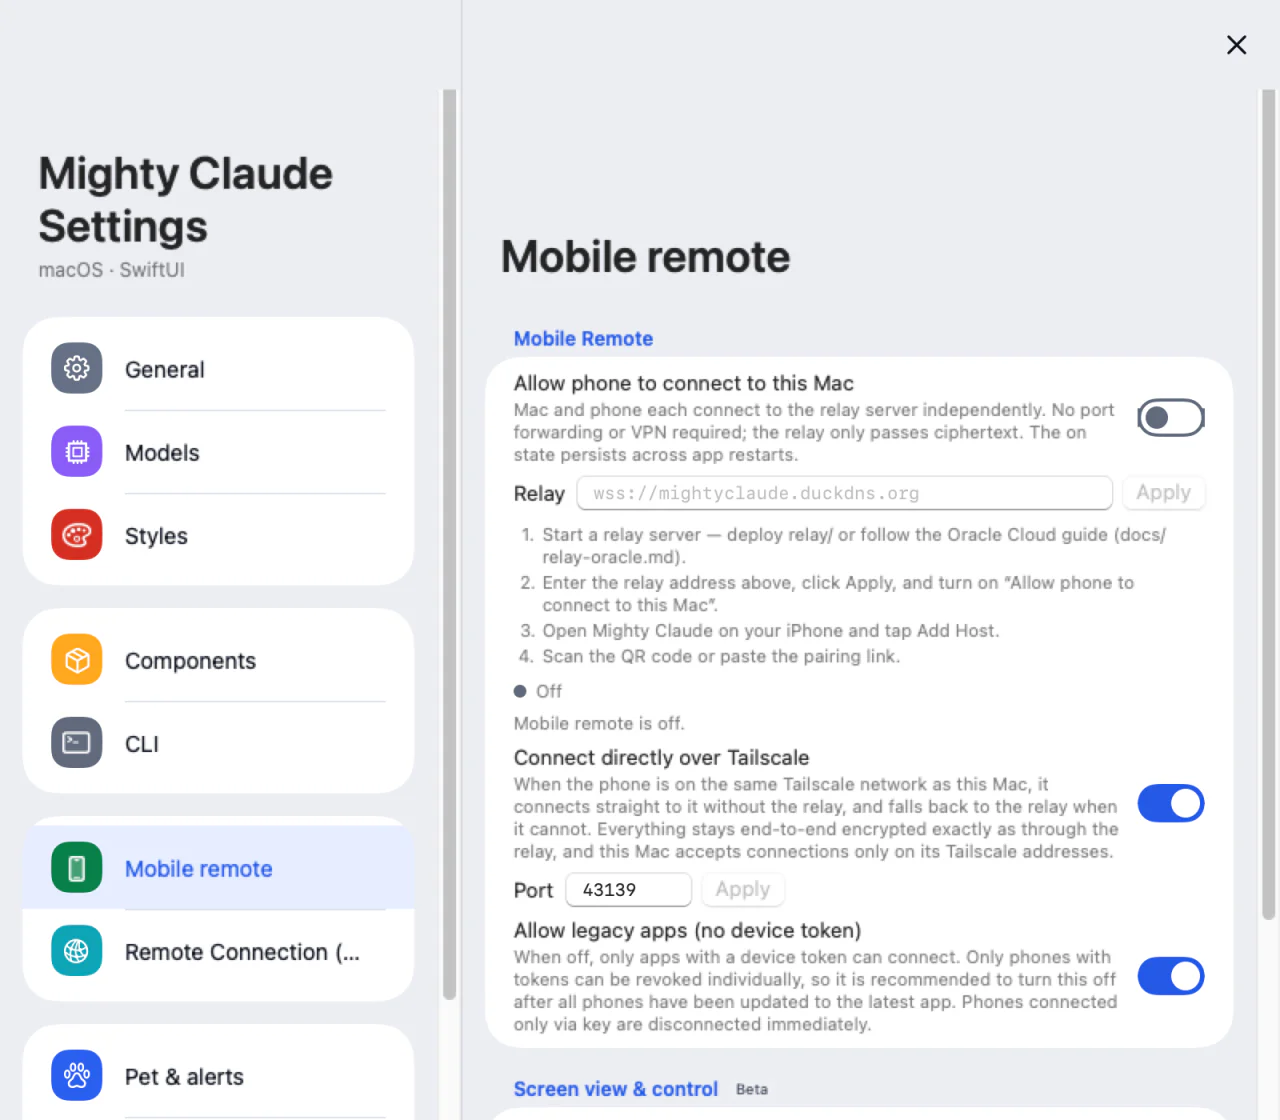 Mighty Claude
Settings
macOS · SwiftUI
General
Models
Styles
Components
CLI
Mobile remote
Remote Connection (...
Pet & alerts
Mobile remote
Mobile Remote
Allow phone to connect to this Mac
Mac and phone each connect to the relay server independently. No port
forwarding or VPN required; the relay only passes ciphertext. The on
state persists across app restarts.
Relay wss://mightyclaude.duckdns.org Apply
1. Start a relay server — deploy relay/ or follow the Oracle Cloud guide (docs/
relay-oracle.md).
2. Enter the relay address above, click Apply, and turn on “Allow phone to
connect to this Mac”.
3. Open Mighty Claude on your iPhone and tap Add Host.
4. Scan the QR code or paste the pairing link.
Off
Mobile remote is off.
Connect directly over Tailscale
When the phone is on the same Tailscale network as this Mac, it
connects straight to it without the relay, and falls back to the relay when
it cannot. Everything stays end-to-end encrypted exactly as through the
relay, and this Mac accepts connections only on its Tailscale addresses.
Port 43139 Apply
Allow legacy apps (no device token)
When off, only apps with a device token can connect. Only phones with
tokens can be revoked individually, so it is recommended to turn this off
after all phones have been updated to the latest app. Phones connected
only via key are disconnected immediately.
Screen view & control Beta